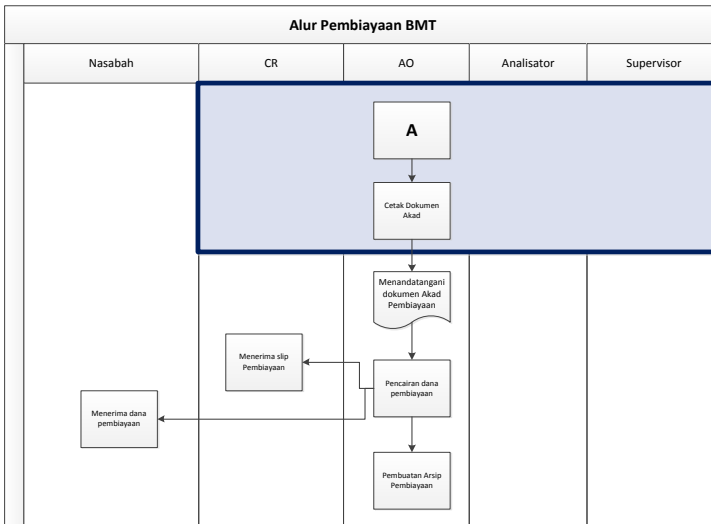 Alur Pembiayaan BMT
Nasabah
CR
AO
Analisator
Supervisor
A
Cetak Dokumen
Akad
Menandatangani
dokumen Akad
Pembiayaan
Menerima slip
Pembiayaan
Pencairan dana
pembiayaan
Menerima dana
pembiayaan
Pembuatan Arsip
Pembiayaan